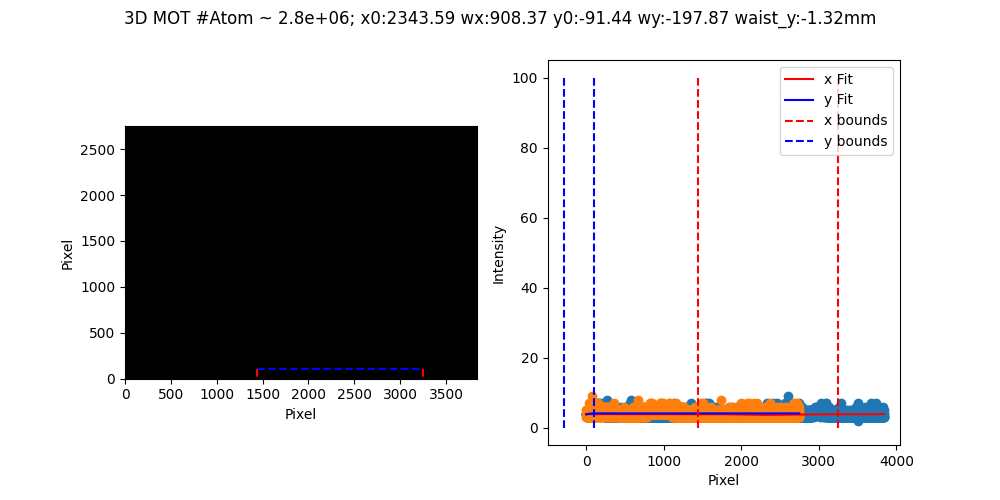 3D MOT #Atom ~ 2.8e+06; x0:2343.59 wx:908.37 y0:-91.44 wy:-197.87 waist_y:-1.32mm
2500
2000
1500
1000
500
0
Pixel
0 500 1000 1500 2000 2500 3000 3500
Pixel
100
80
60
40
20
0
Intensity
0 1000 2000 3000 4000
Pixel
x Fit
y Fit
x bounds
y bounds